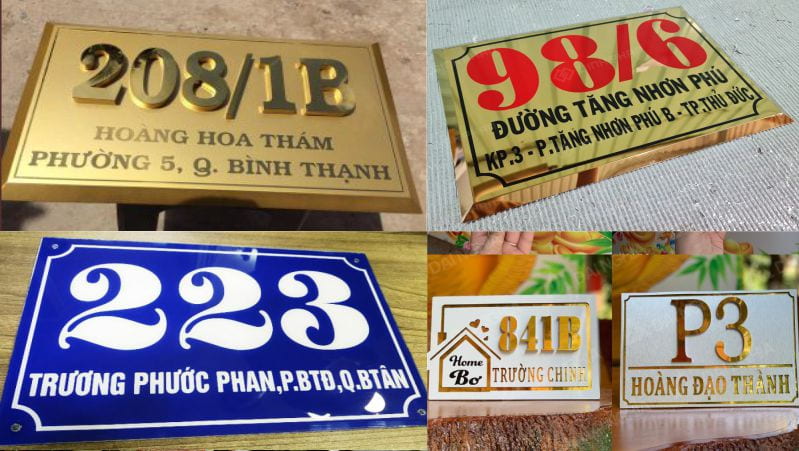 208/1B
HOÀNG HOA THÁM
PHƯỜNG 5, Q. BÌNH THẠNH
98/6
ĐƯỜNG TĂNG NHƠN PHÚ
KP.3 - P.TĂNG NHƠN PHÚ B - TP.THỦ ĐỨC
223
TRƯƠNG PHƯỚC PHAN,P.BTĐ,Q.BTÂN
Home
Bơ
841B
TRƯỜNG CHINH
P3
HOÀNG ĐẠO THÀNH